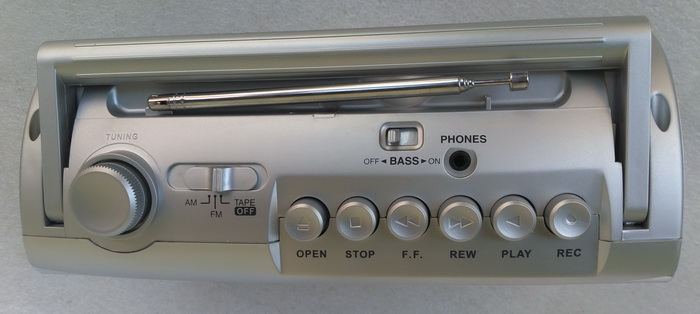 TUNING
AM
FM
TAPE
OFF
OFF ◄ BASS ► ON
PHONES
OPEN
STOP
F.F.
REW
PLAY
REC